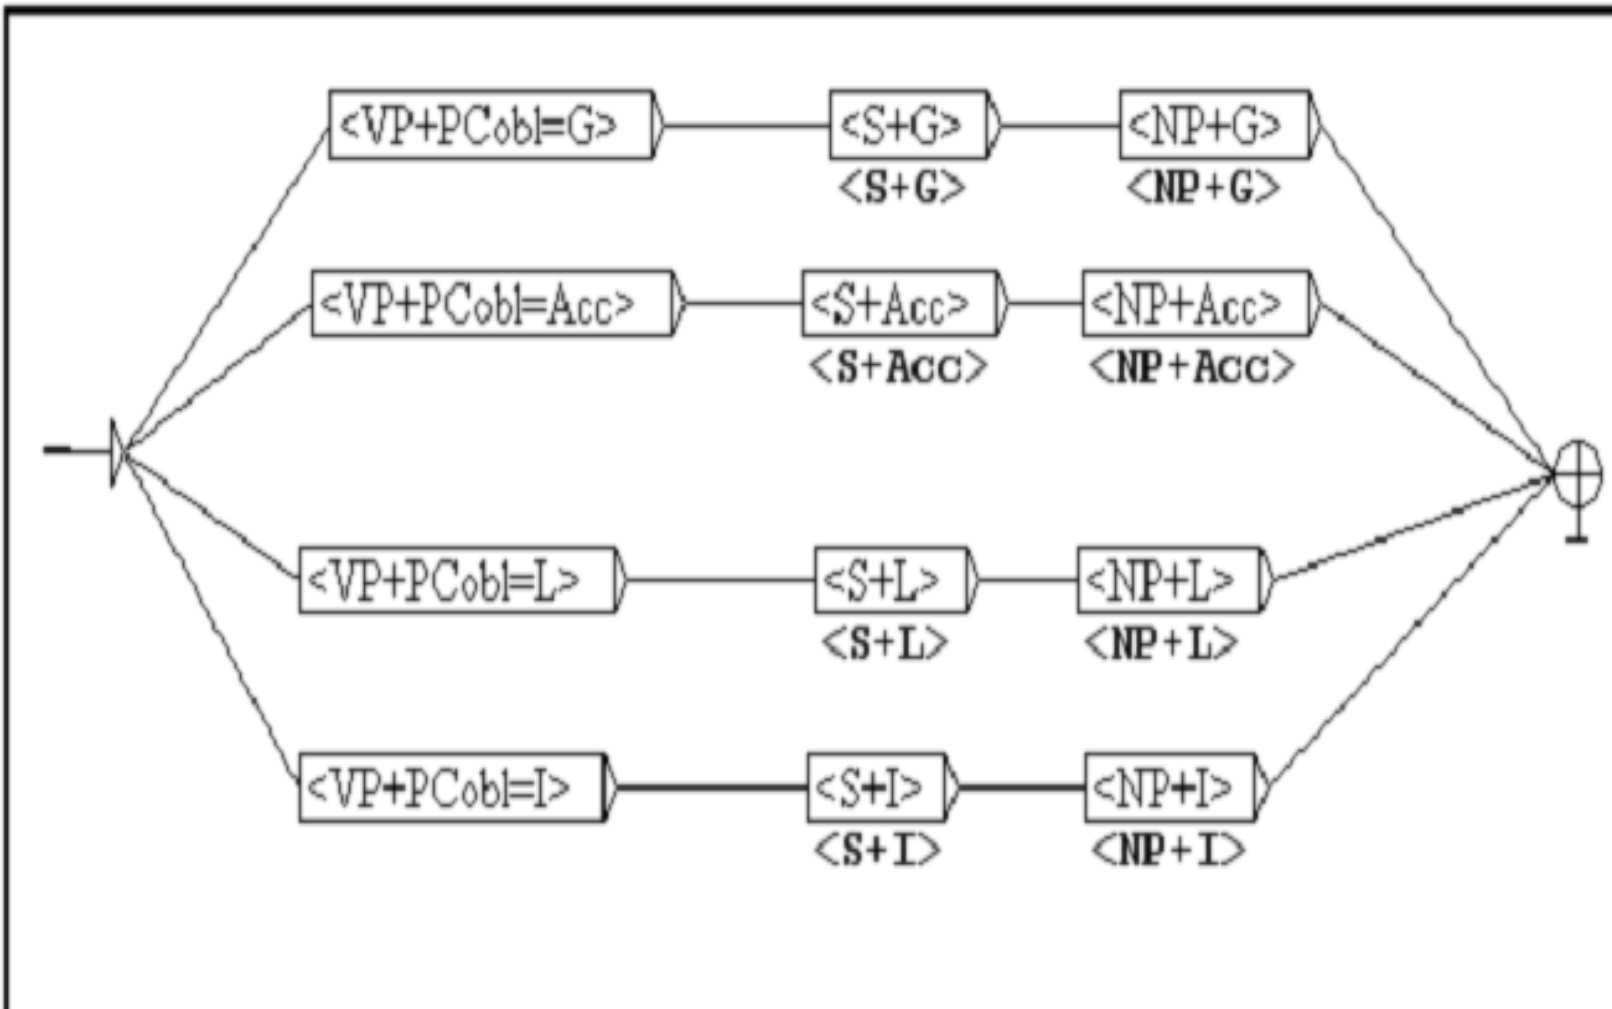 <VP+PCobl=G> <S+G> <NP+G>
<S+G> <NP+G>
<VP+PCobl=Acc> <S+Acc> <NP+Acc>
<S+Acc> <NP+Acc>
<VP+PCobl=L> <S+L> <NP+L>
<S+L> <NP+L>
<VP+PCobl=I> <S+I> <NP+I>
<S+I> <NP+I>